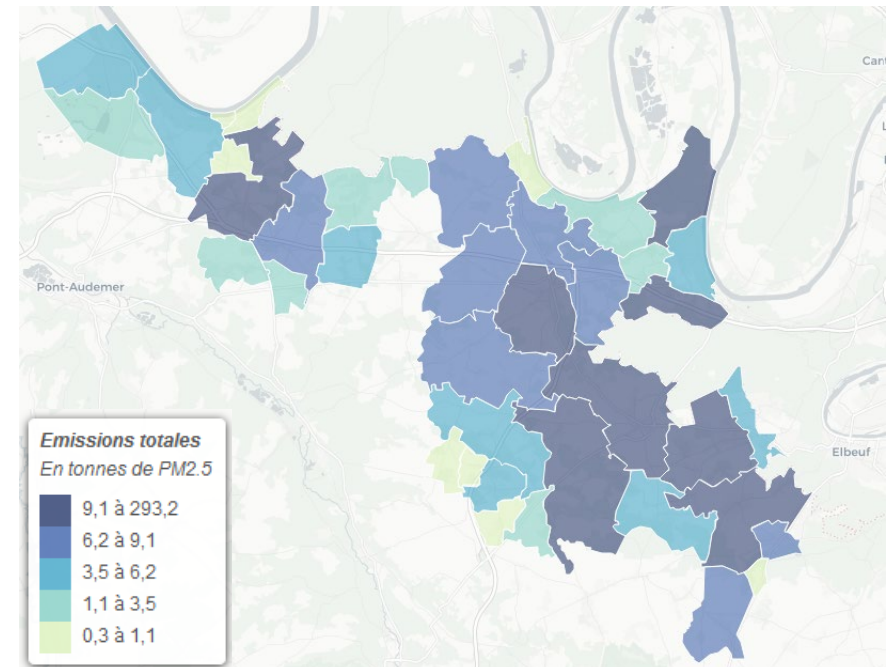 Cant
L
Pont-Audemer
Elbeuf
Emissions totales
En tonnes de PM2.5
9,1 à 293,2
6,2 à 9,1
3,5 à 6,2
1,1 à 3,5
0,3 à 1,1